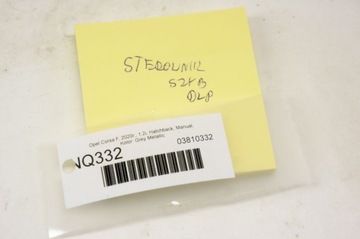 STEROWNIK
SZYB
DLP
Opel Corsa F, 2020r., 1.2i, Hatchback, Manual,
Kolor: Grey Metallic
NQ332
03810332